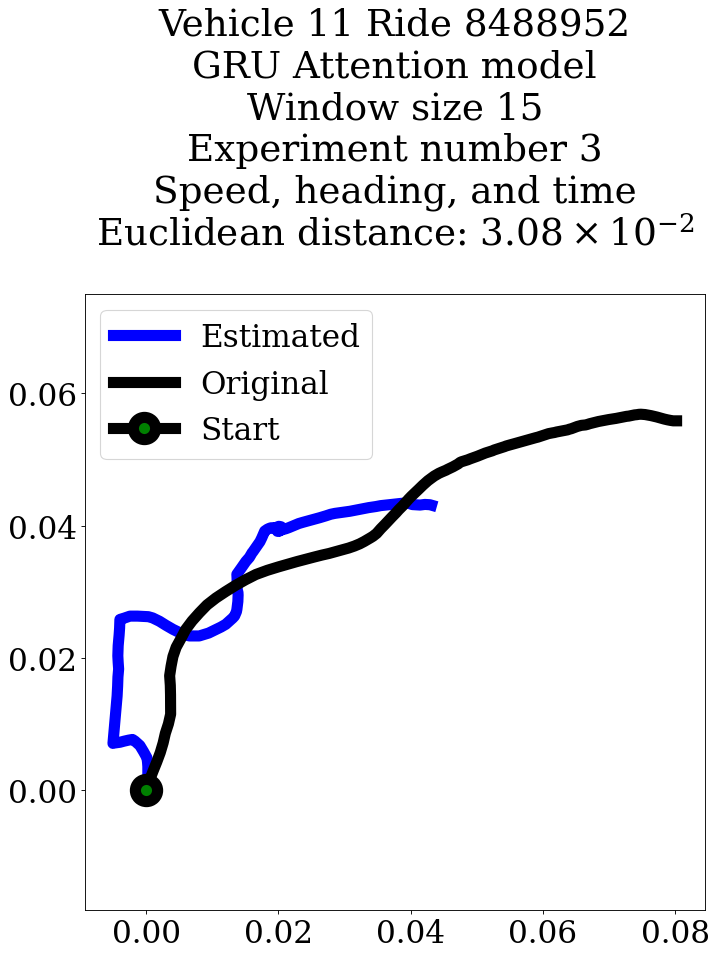 Vehicle 11 Ride 8488952
GRU Attention model
Window size 15
Experiment number 3
Speed, heading, and time
Euclidean distance: 3.08 × 10⁻²
Estimated
Original
Start
0.06
0.04
0.02
0.00
0.00 0.02 0.04 0.06 0.08